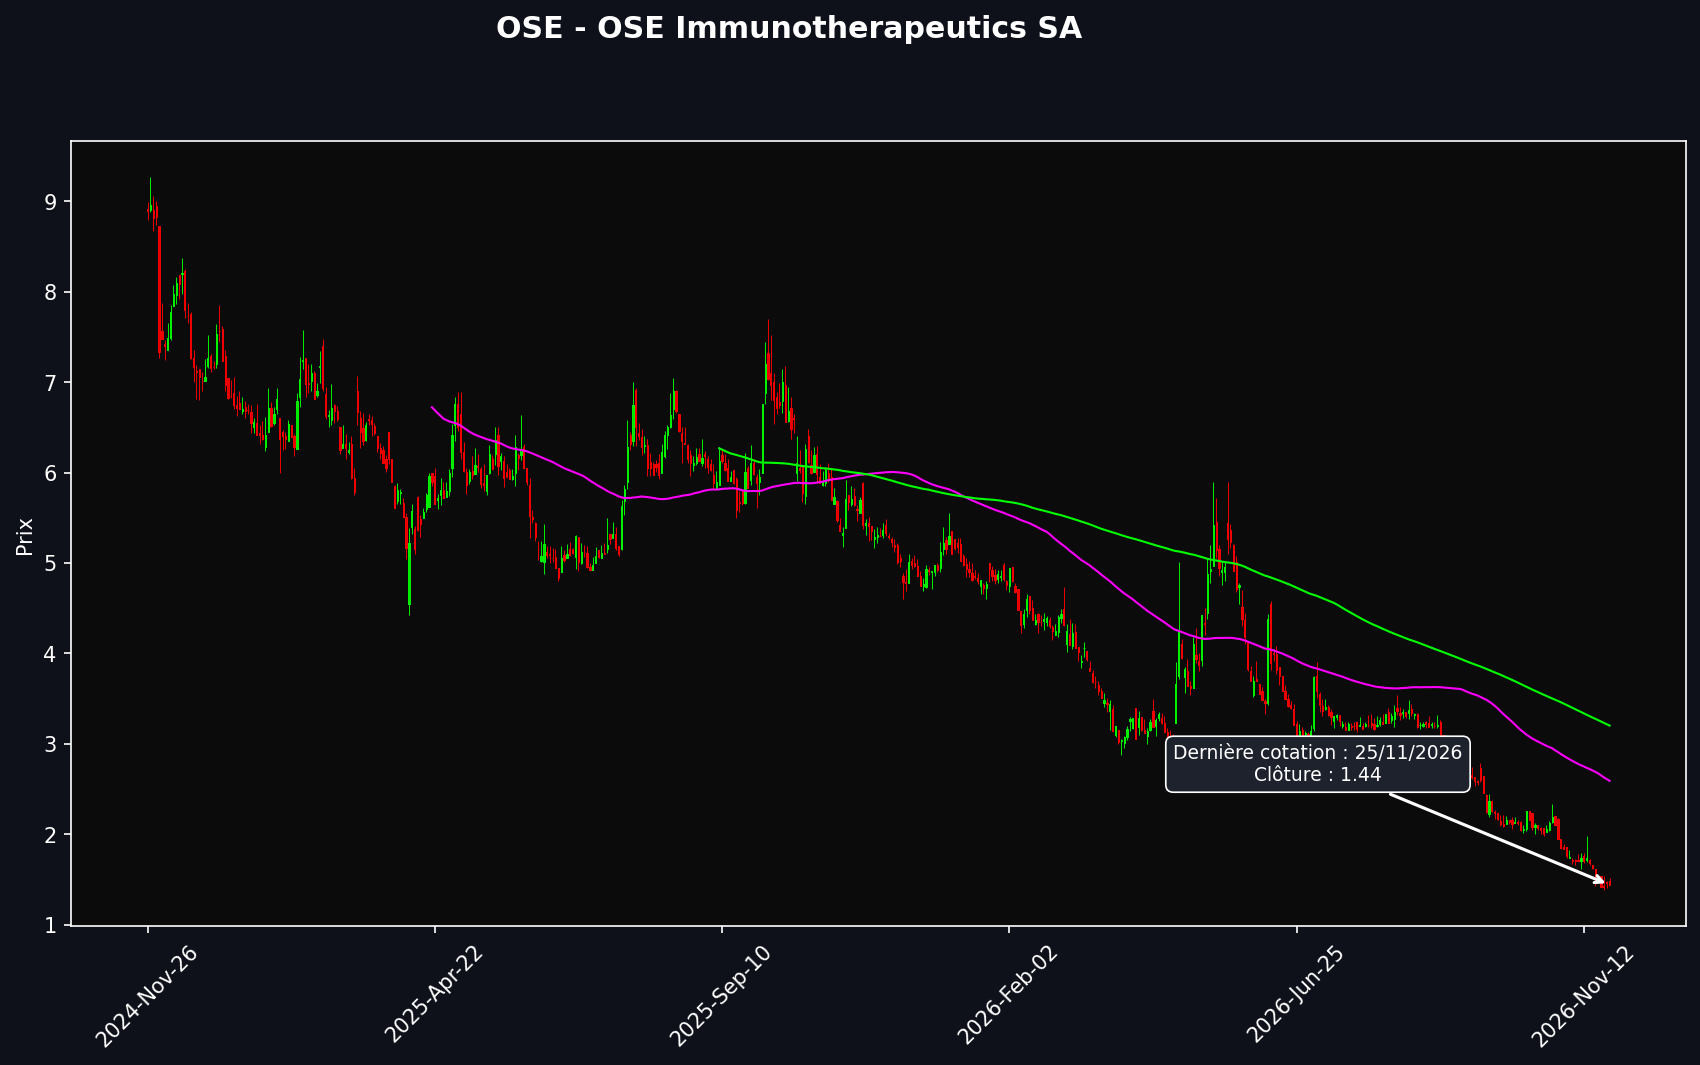 OSE - OSE Immunotherapeutics SA
Prix
9
8
7
6
5
4
3
2
1
Dernière cotation : 25/11/2026
Clôture : 1.44
2024-Nov-26
2025-Apr-22
2025-Sep-10
2026-Feb-02
2026-Jun-25
2026-Nov-12